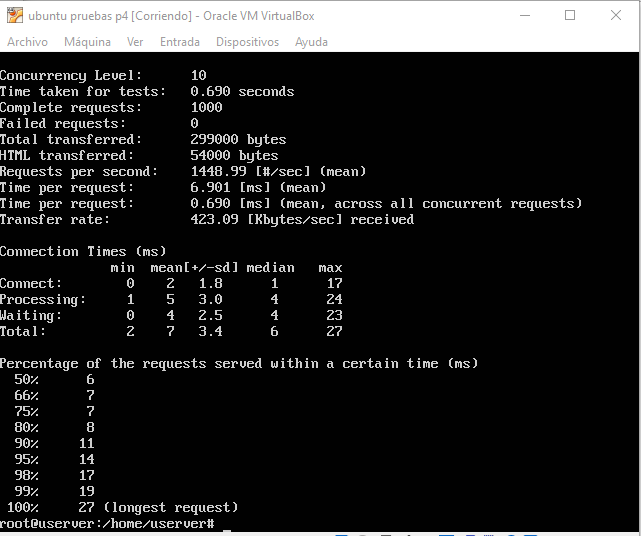 ubuntu pruebas p4 [Corriendo] - Oracle VM VirtualBox
Archivo Máquina Ver Entrada Dispositivos Ayuda
Concurrency Level: 10
Time taken for tests: 0.690 seconds
Complete requests: 1000
Failed requests: 0
Total transferred: 299000 bytes
HTML transferred: 54000 bytes
Requests per second: 1448.99 [#/sec] (mean)
Time per request: 6.901 [ms] (mean)
Time per request: 0.690 [ms] (mean, across all concurrent requests)
Transfer rate: 423.09 [Kbytes/sec] received
Connection Times (ms)
min mean[+/-sd] median max
Connect: 0 2 1.8 1 17
Processing: 1 5 3.0 4 24
Waiting: 0 4 2.5 4 23
Total: 2 7 3.4 6 27
Percentage of the requests served within a certain time (ms)
50% 6
66% 7
75% 7
80% 8
90% 11
95% 14
98% 17
99% 19
100% 27 (longest request)
root@userver:/home/userver# _